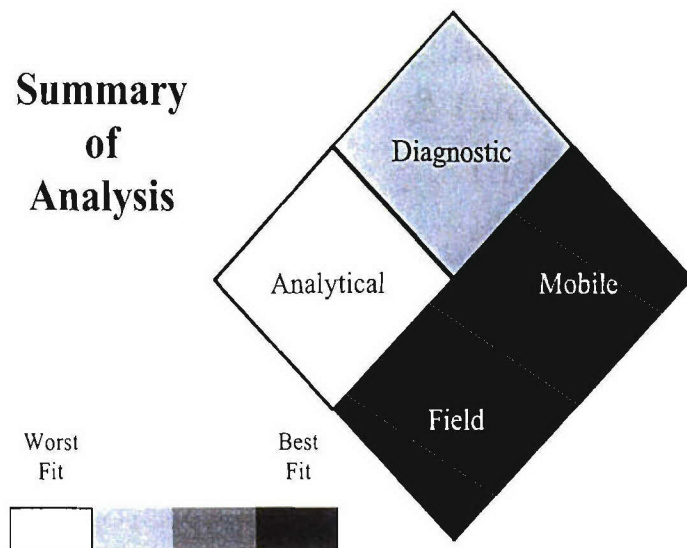 Summary
of
Analysis
Diagnostic
Analytical
Mobile
Field
Worst
Fit
Best
Fit